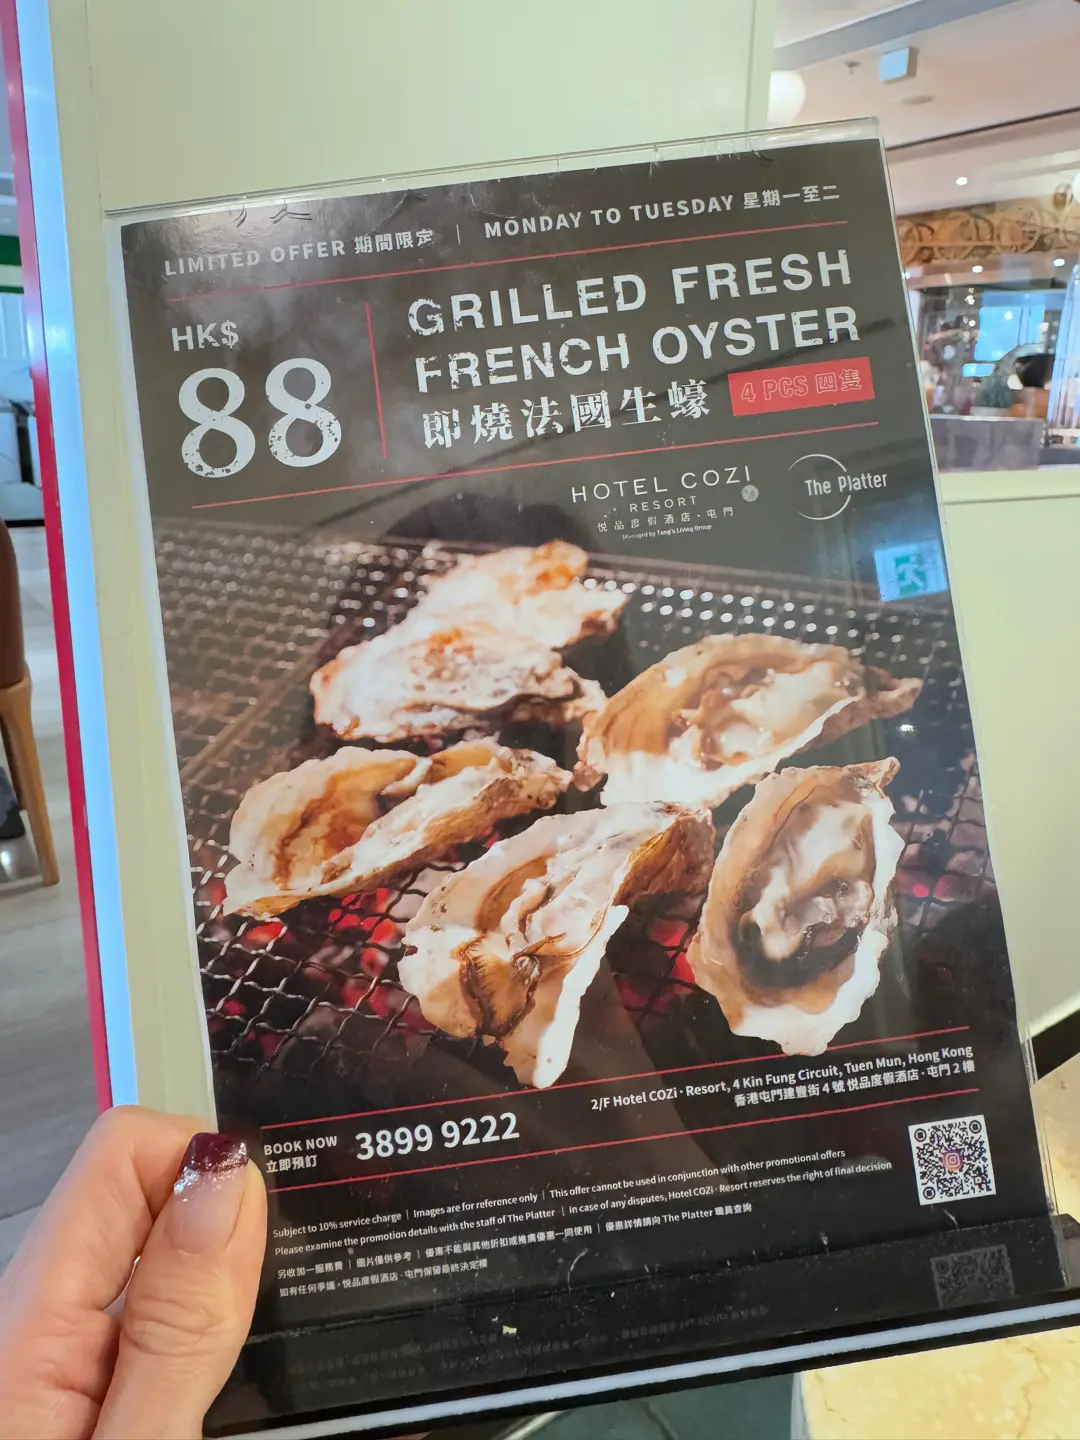 LIMITED OFFER 期間限定 | MONDAY TO TUESDAY 星期一至二
HK$
88
GRILLED FRESH
FRENCH OYSTER
即燒法國生蠔
4 PCS 四隻
HOTEL COZI
RESORT
悦品度假酒店·屯門
Managed by Tang's Living Group
The Platter
2/F Hotel COZi · Resort, 4 Kin Fung Circuit, Tuen Mun, Hong Kong
香港屯門建豐街 4 號 悦品度假酒店·屯門 2 樓
BOOK NOW
立即預訂
3899 9222
Subject to 10% service charge | Images are for reference only | This offer cannot be used in conjunction with other promotional offers
Please examine the promotion details with the staff of The Platter | In case of any disputes, Hotel COZi · Resort reserves the right of final decision
另收加一服務費 | 圖片僅供參考 | 優惠不能與其他折扣或推廣優惠一同使用 | 優惠詳情請向 The Platter 職員查詢
如有任何爭議，悦品度假酒店·屯門保留最終決定權